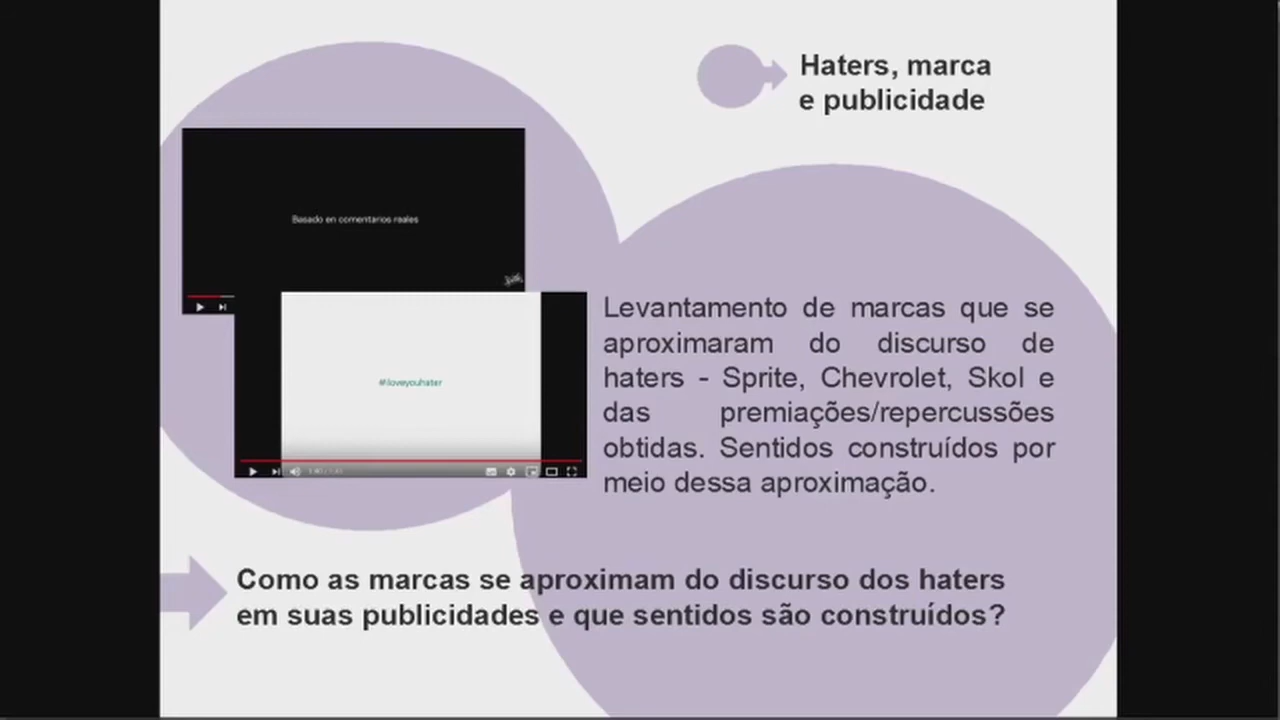 Haters, marca
e publicidade
Basado en comentarios reales
#iloveyouhater
Levantamento de marcas que se
aproximaram do discurso de
haters - Sprite, Chevrolet, Skol e
das premiações/repercussões
obtidas. Sentidos construídos por
meio dessa aproximação.
Como as marcas se aproximam do discurso dos haters
em suas publicidades e que sentidos são construídos?